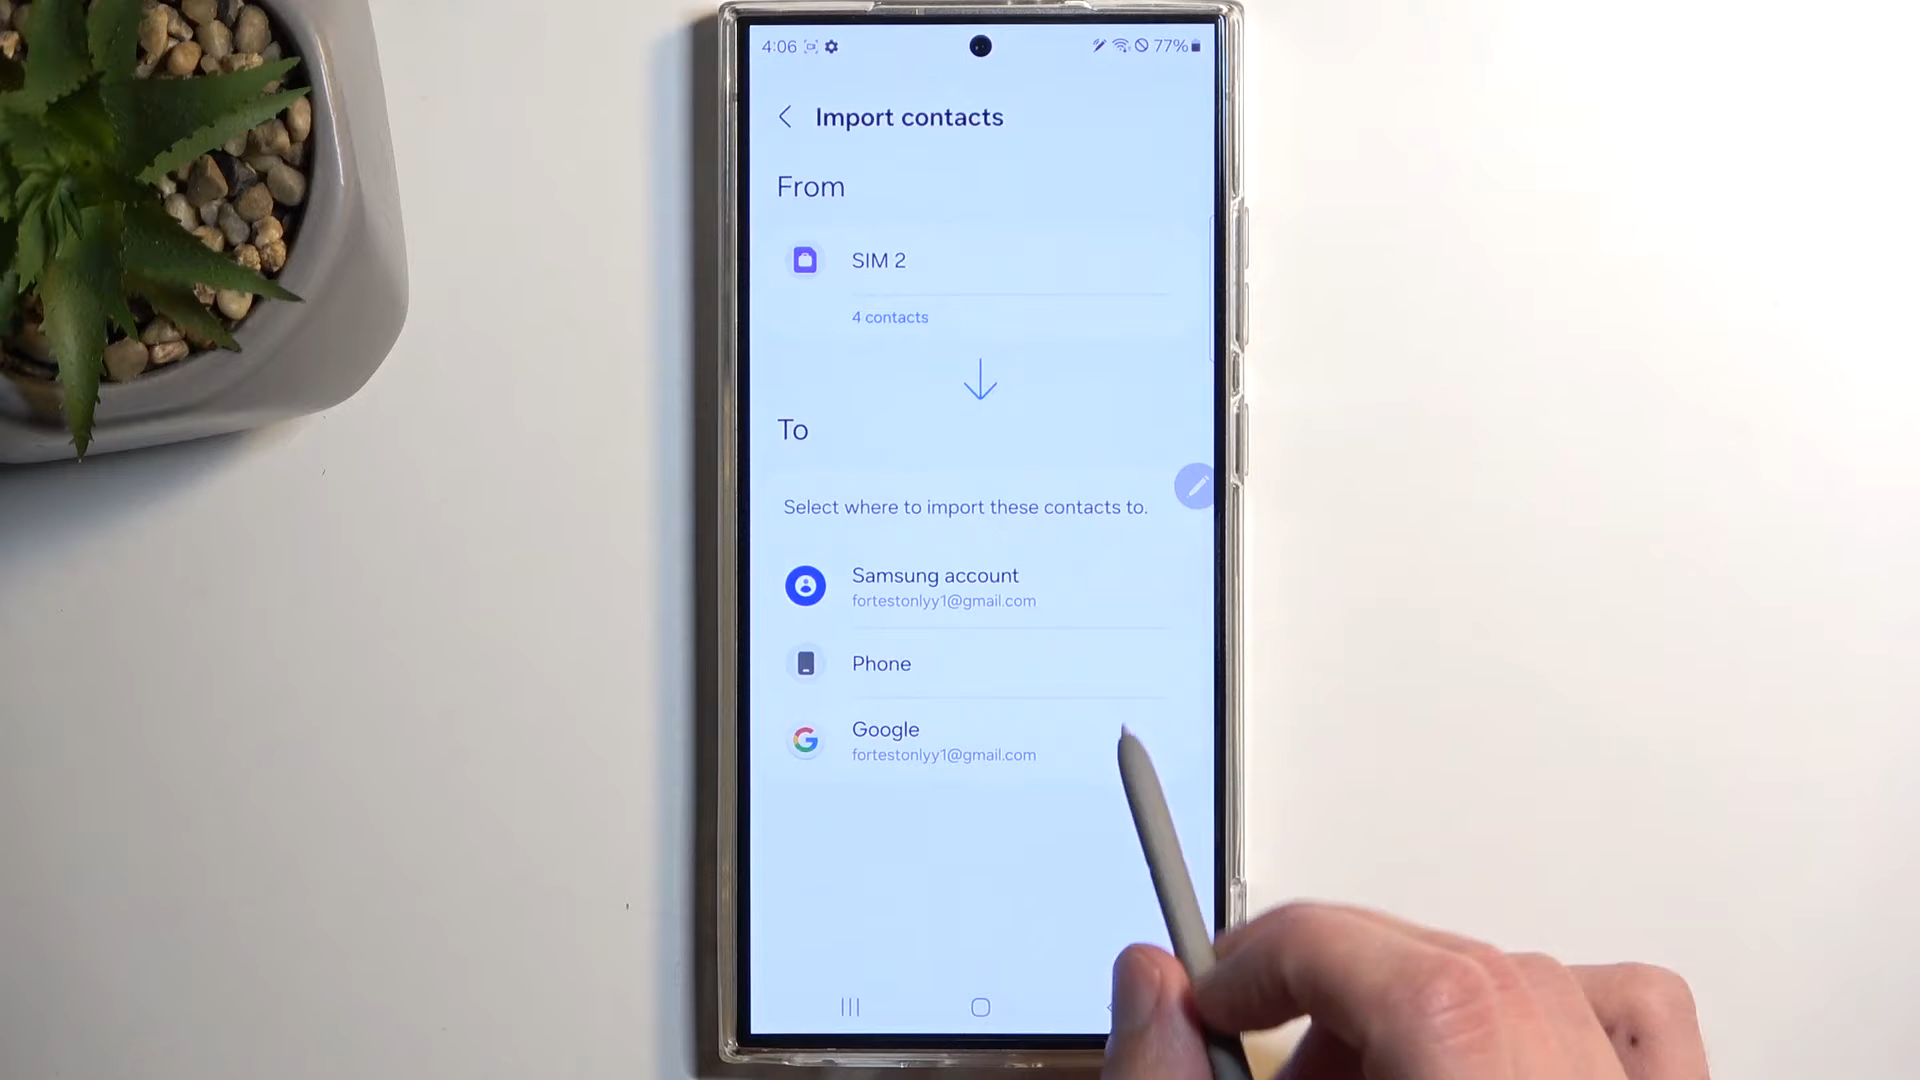 4:06 77%
Import contacts
From
SIM 2
4 contacts
To
Select where to import these contacts to.
Samsung account
fortestonlyy1@gmail.com
Phone
Google
fortestonlyy1@gmail.com